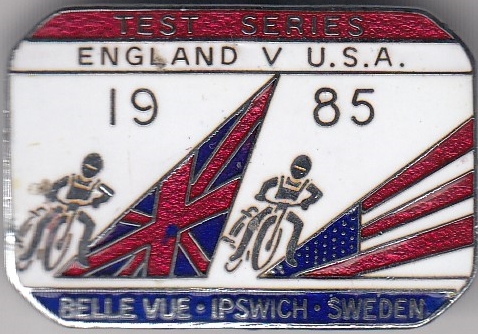 TEST SERIES
ENGLAND V U.S.A.
19 85
BELLE VUE · IPSWICH · SWEDEN